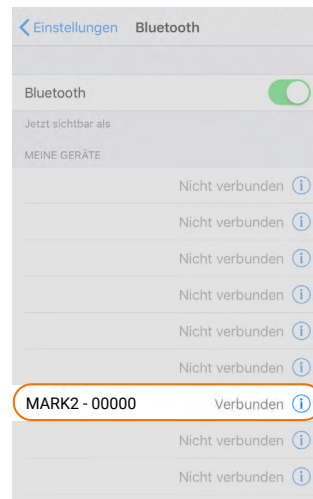 Einstellungen Bluetooth
Bluetooth
Jetzt sichtbar als
MEINE GERÄTE
Nicht verbunden
Nicht verbunden
Nicht verbunden
Nicht verbunden
Nicht verbunden
Nicht verbunden
MARK2 - 00000 Verbunden
Nicht verbunden
Nicht verbunden